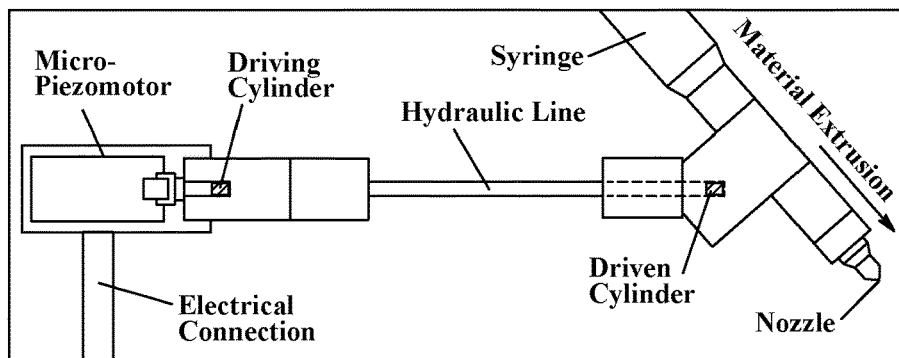 Micro-
Piezomotor
Driving
Cylinder
Syringe
Material Extrusion
Hydraulic Line
Electrical
Connection
Driven
Cylinder
Nozzle